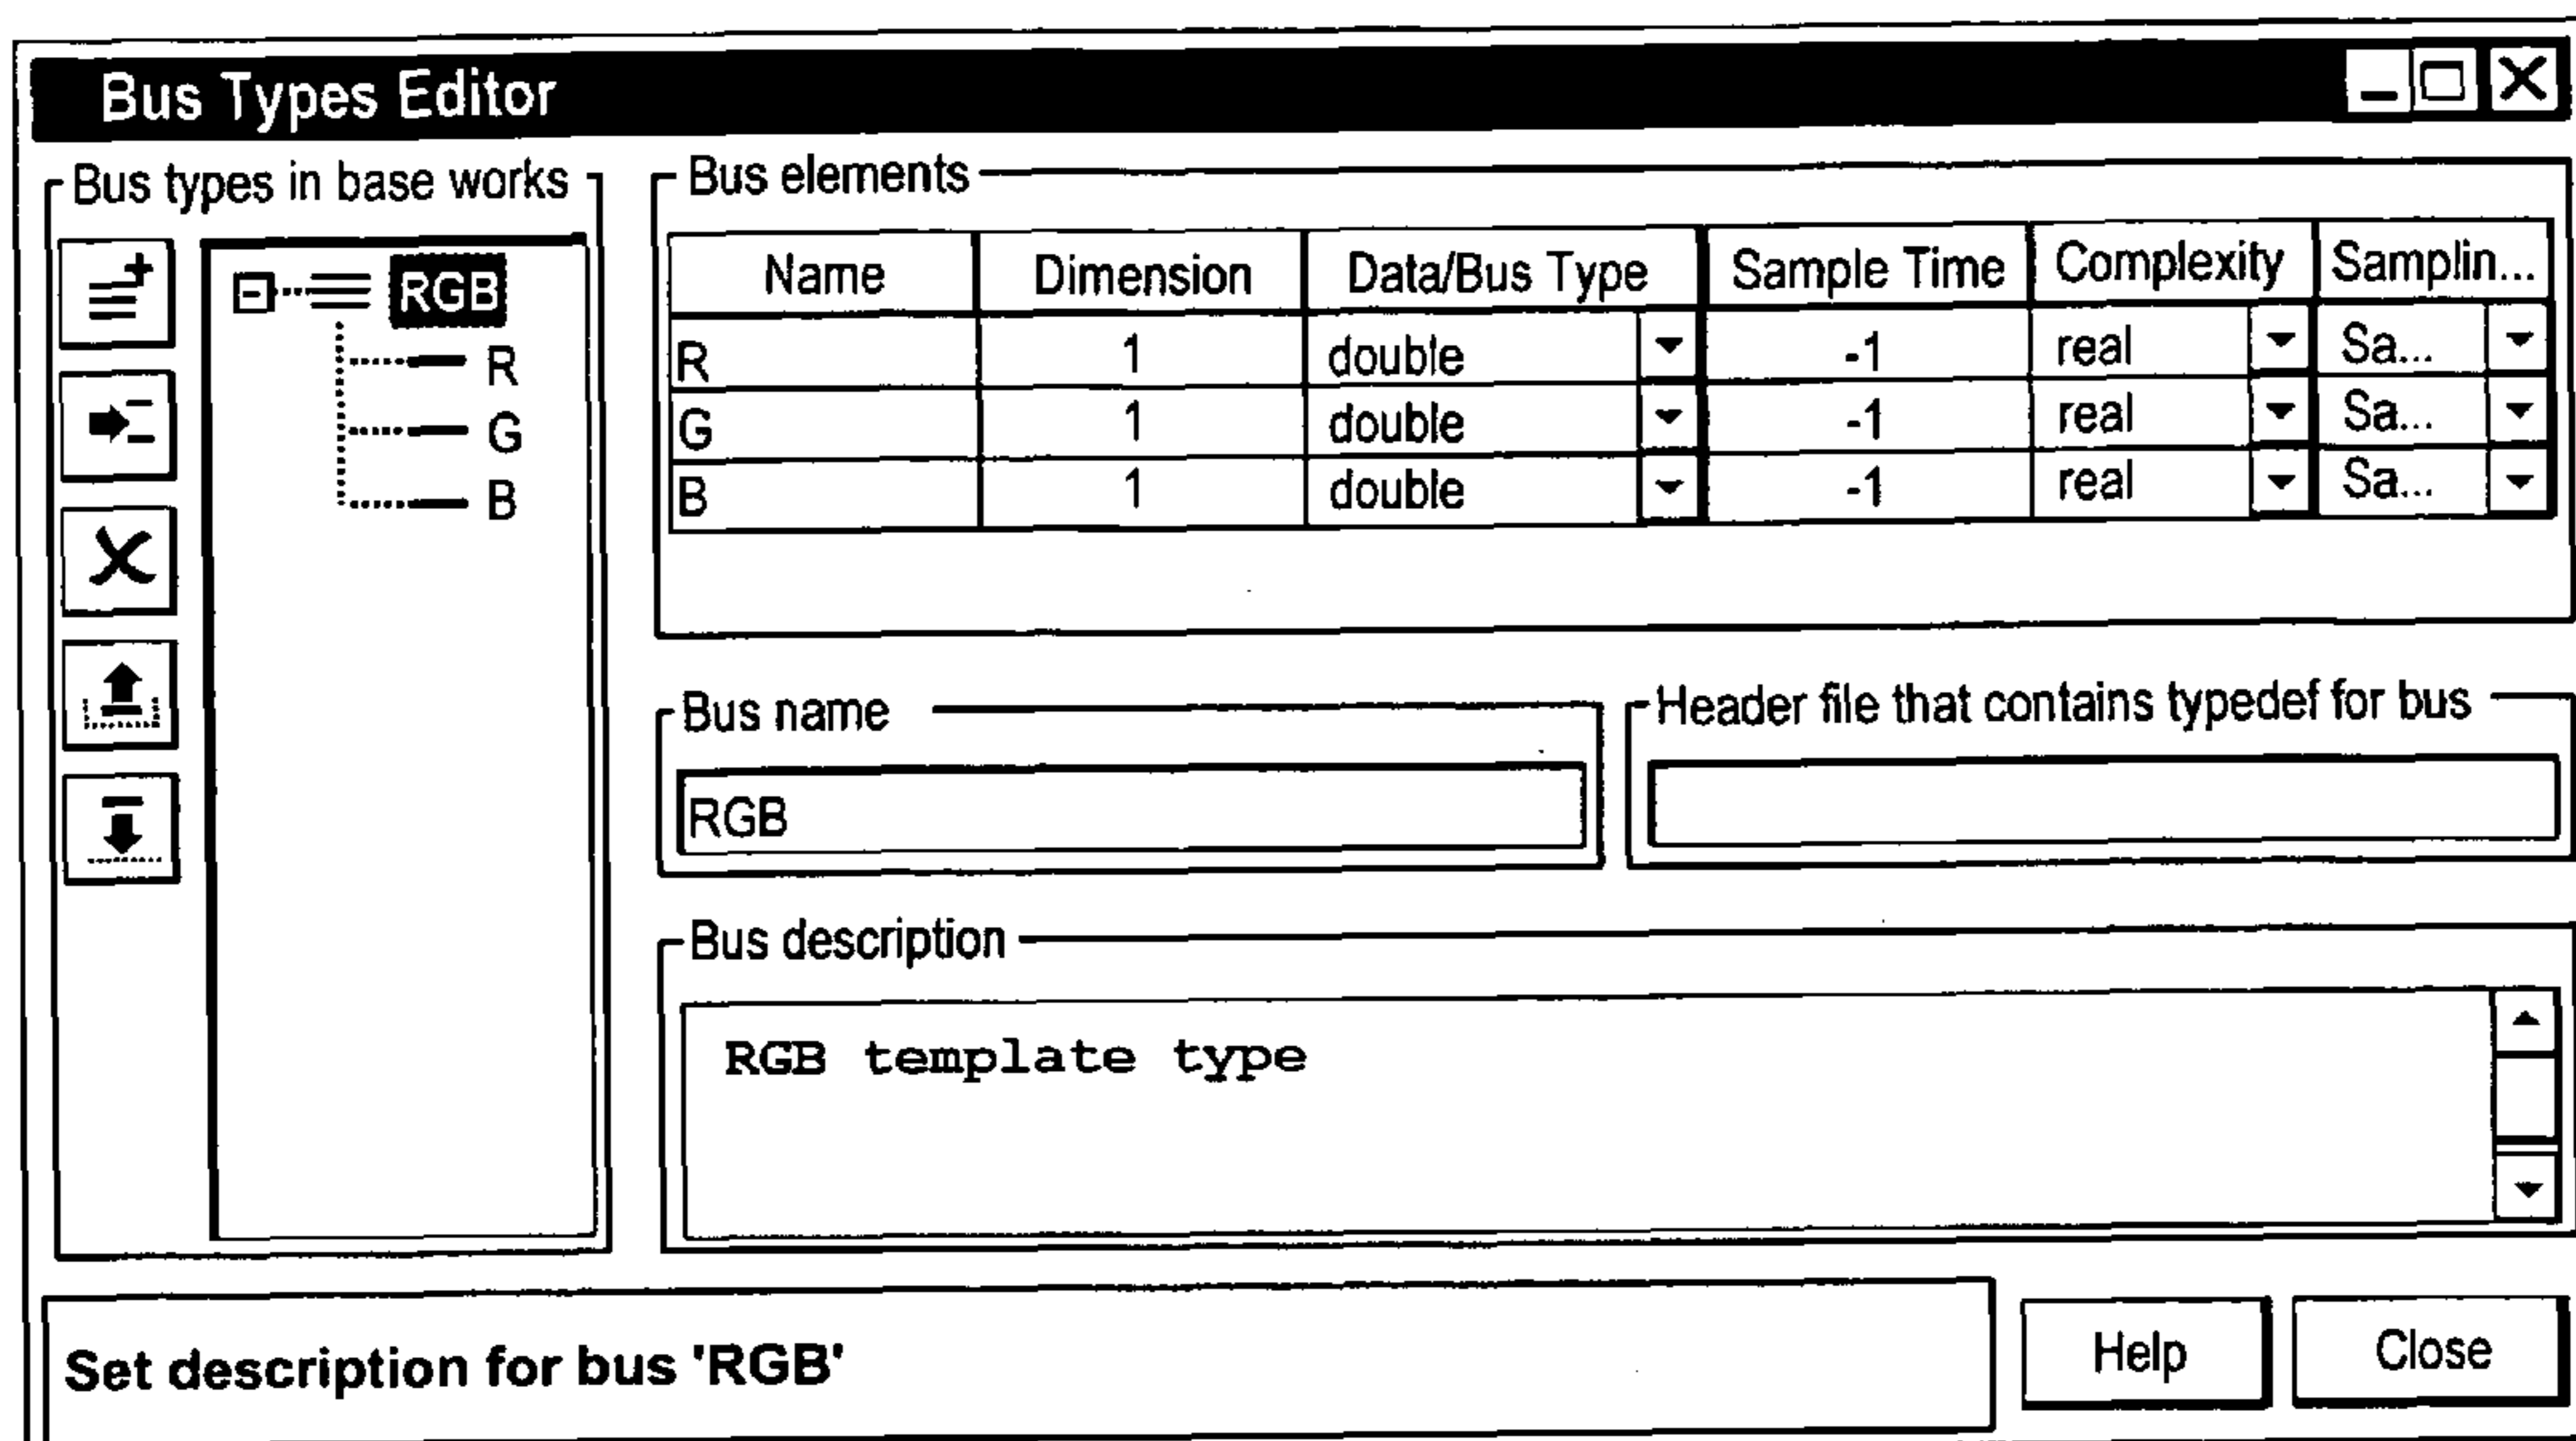 Bus Types Editor
Bus types in base works
RGB
R
G
B
Bus elements
Name Dimension Data/Bus Type Sample Time Complexity Samplin...
R 1 double -1 real Sa...
G 1 double -1 real Sa...
B 1 double -1 real Sa...
Bus name
RGB
Header file that contains typedef for bus
Bus description
RGB template type
Set description for bus 'RGB'
Help
Close